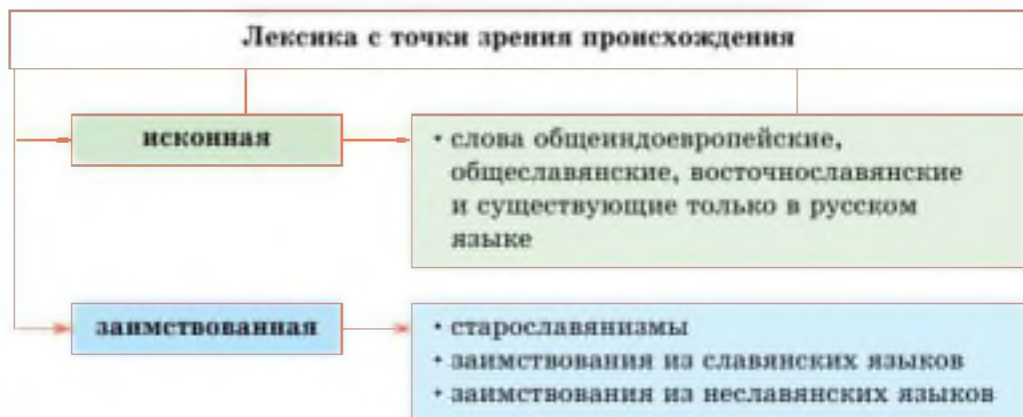 Лексика с точки зрения происхождения
исконная
• слова общеиндоевропейские,
общеславянские, восточнославянские
и существующие только в русском
языке
заимствованная
• старославянизмы
• заимствования из славянских языков
• заимствования из неславянских языков